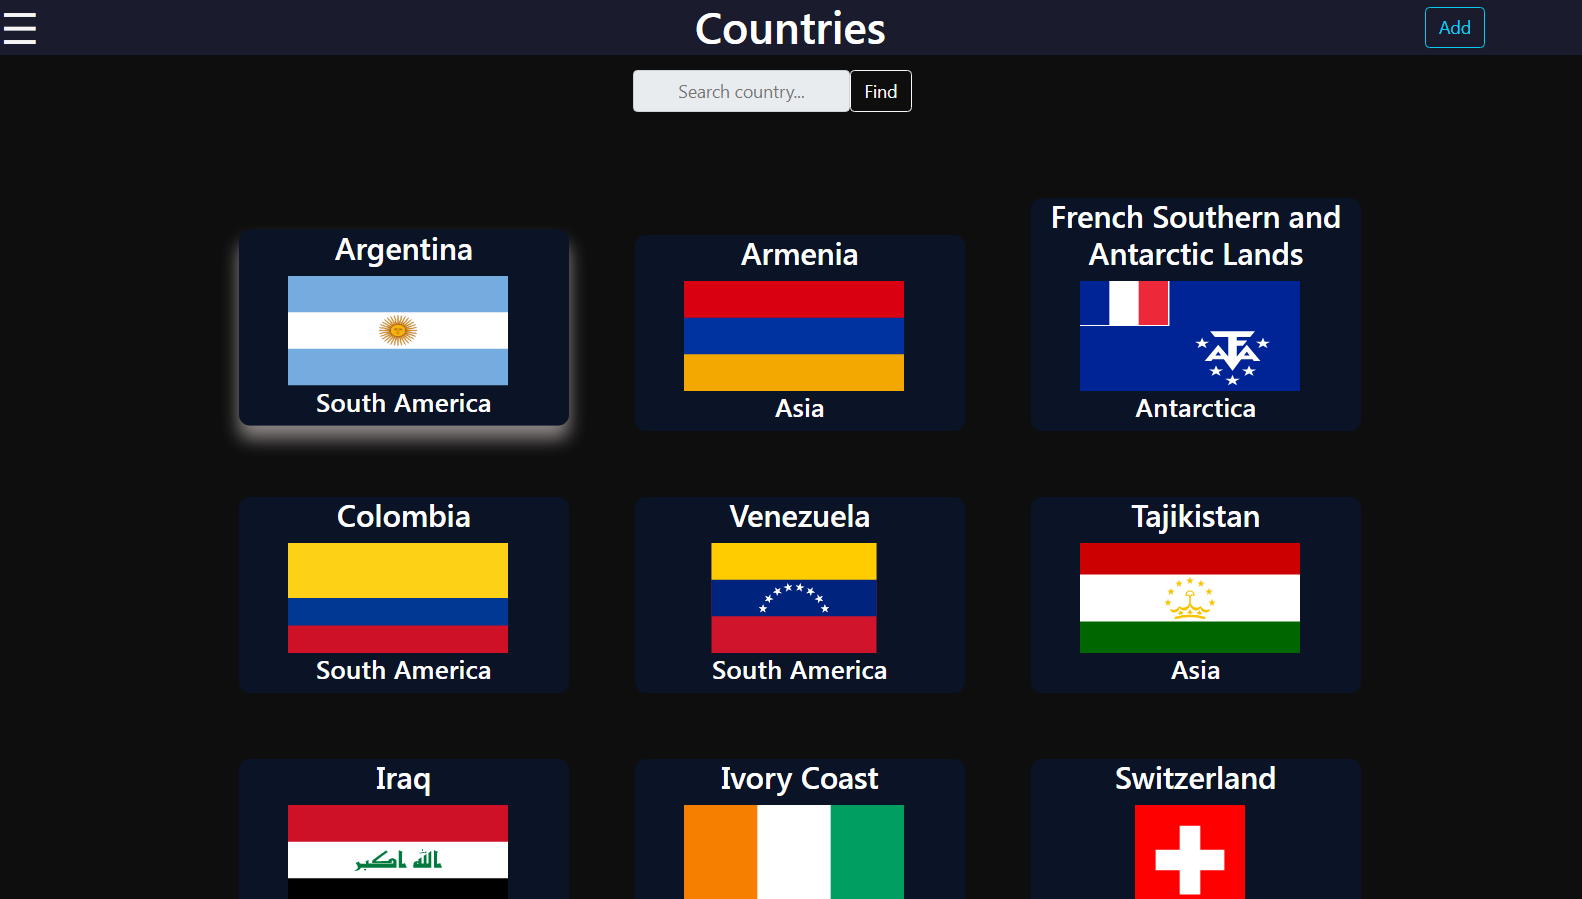 Countries
Add
Search country...
Find
Argentina
South America
Armenia
Asia
French Southern and
Antarctic Lands
Antarctica
Colombia
South America
Venezuela
South America
Tajikistan
Asia
Iraq
الله اكبر
Ivory Coast
Switzerland